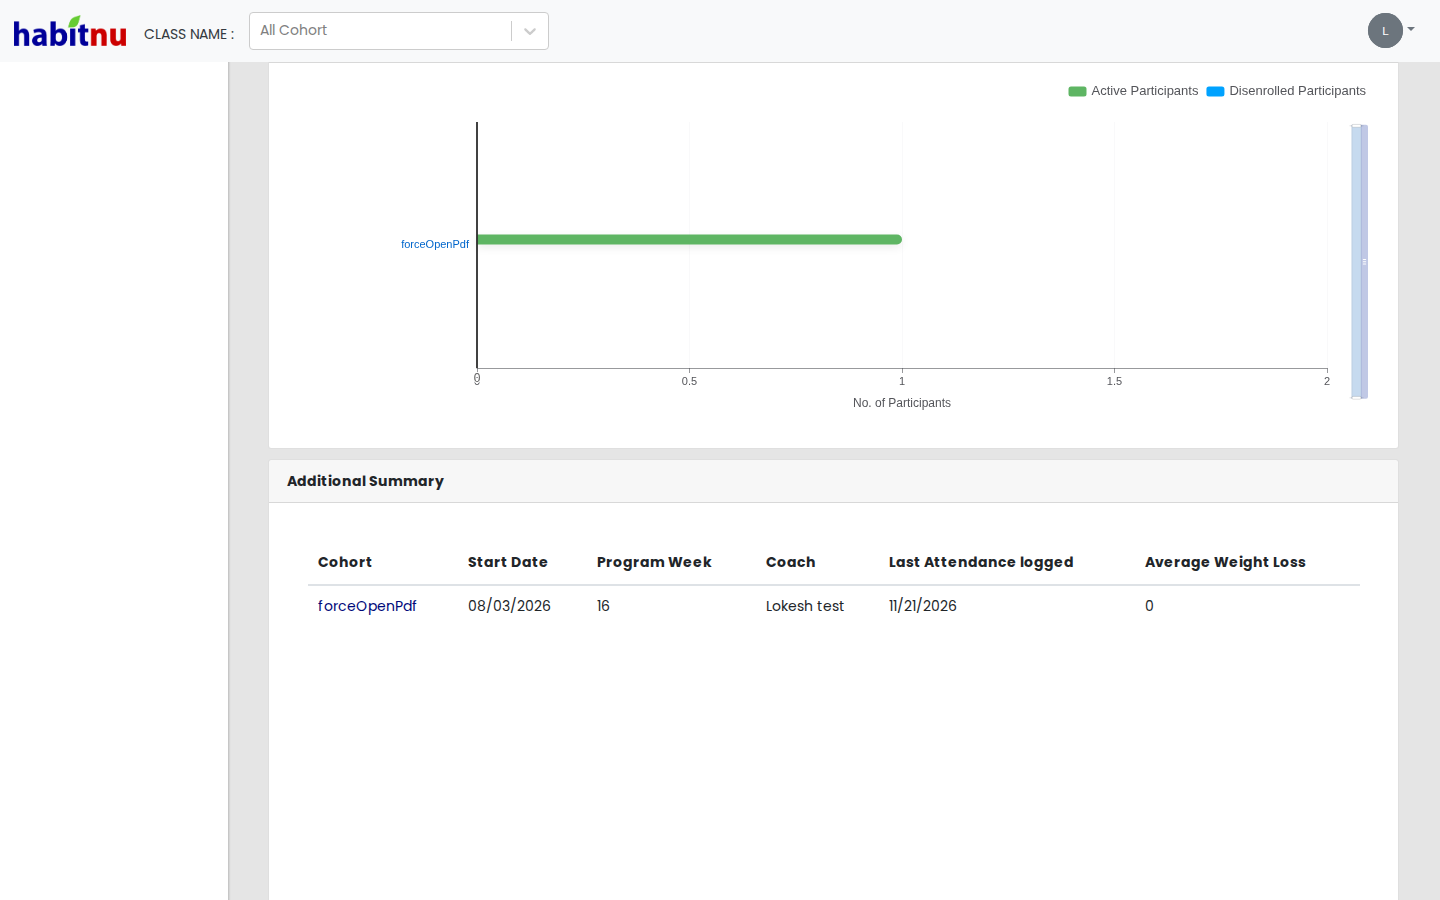 habitnu CLASS NAME : All Cohort L
Active Participants Disenrolled Participants
forceOpenPdf
0 0 0.5 1 1.5 2
No. of Participants
Additional Summary
Cohort Start Date Program Week Coach Last Attendance logged Average Weight Loss
forceOpenPdf 08/03/2026 16 Lokesh test 11/21/2026 0